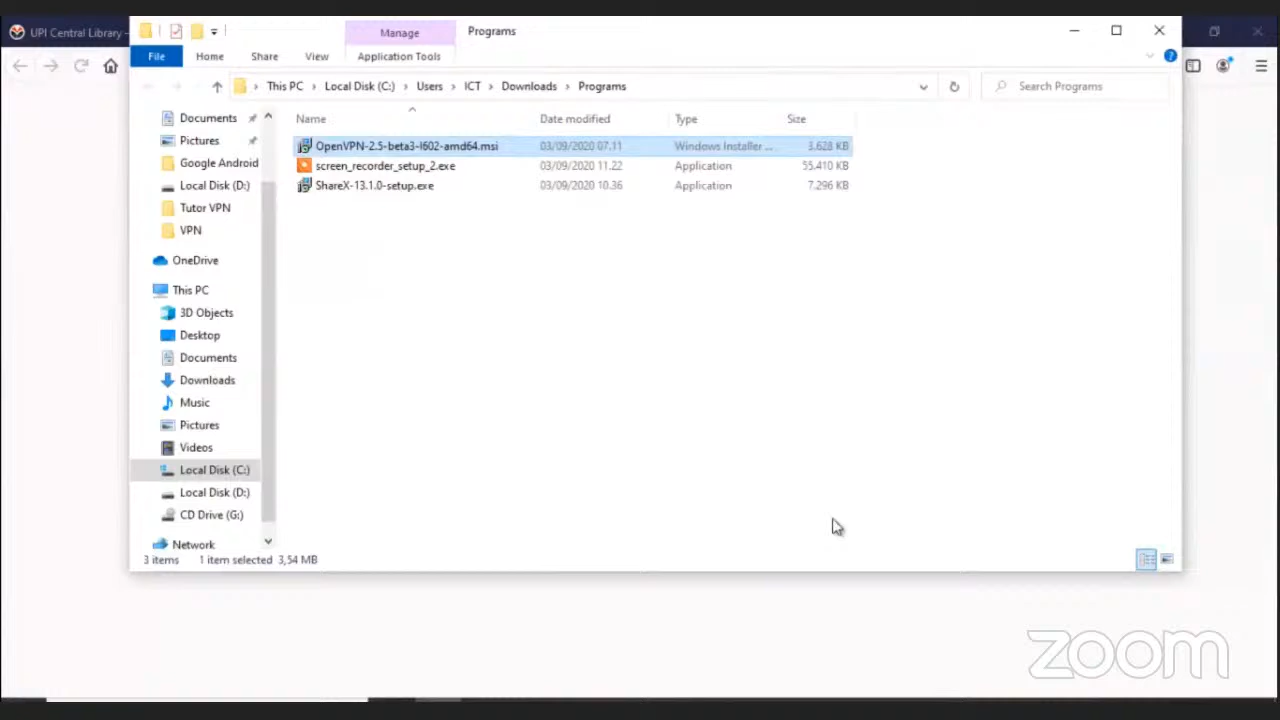 UPI Central Library -
Manage
Programs
File
Home
Share
View
Application Tools
This PC > Local Disk (C:) > Users > ICT > Downloads > Programs
Search Programs
Name
Date modified
Type
Size
Documents
Pictures
Google Android
Local Disk (D:)
Tutor VPN
VPN
OneDrive
This PC
3D Objects
Desktop
Documents
Downloads
Music
Pictures
Videos
Local Disk (C:)
Local Disk (D:)
CD Drive (G:)
Network
OpenVPN-2.5-beta3-I602-amd64.msi 03/09/2020 07.11 Windows Installer ... 3.628 KB
screen_recorder_setup_2.exe 03/09/2020 11.22 Application 55.410 KB
ShareX-13.1.0-setup.exe 03/09/2020 10.36 Application 7.296 KB
3 items 1 item selected 3,54 MB
zoom